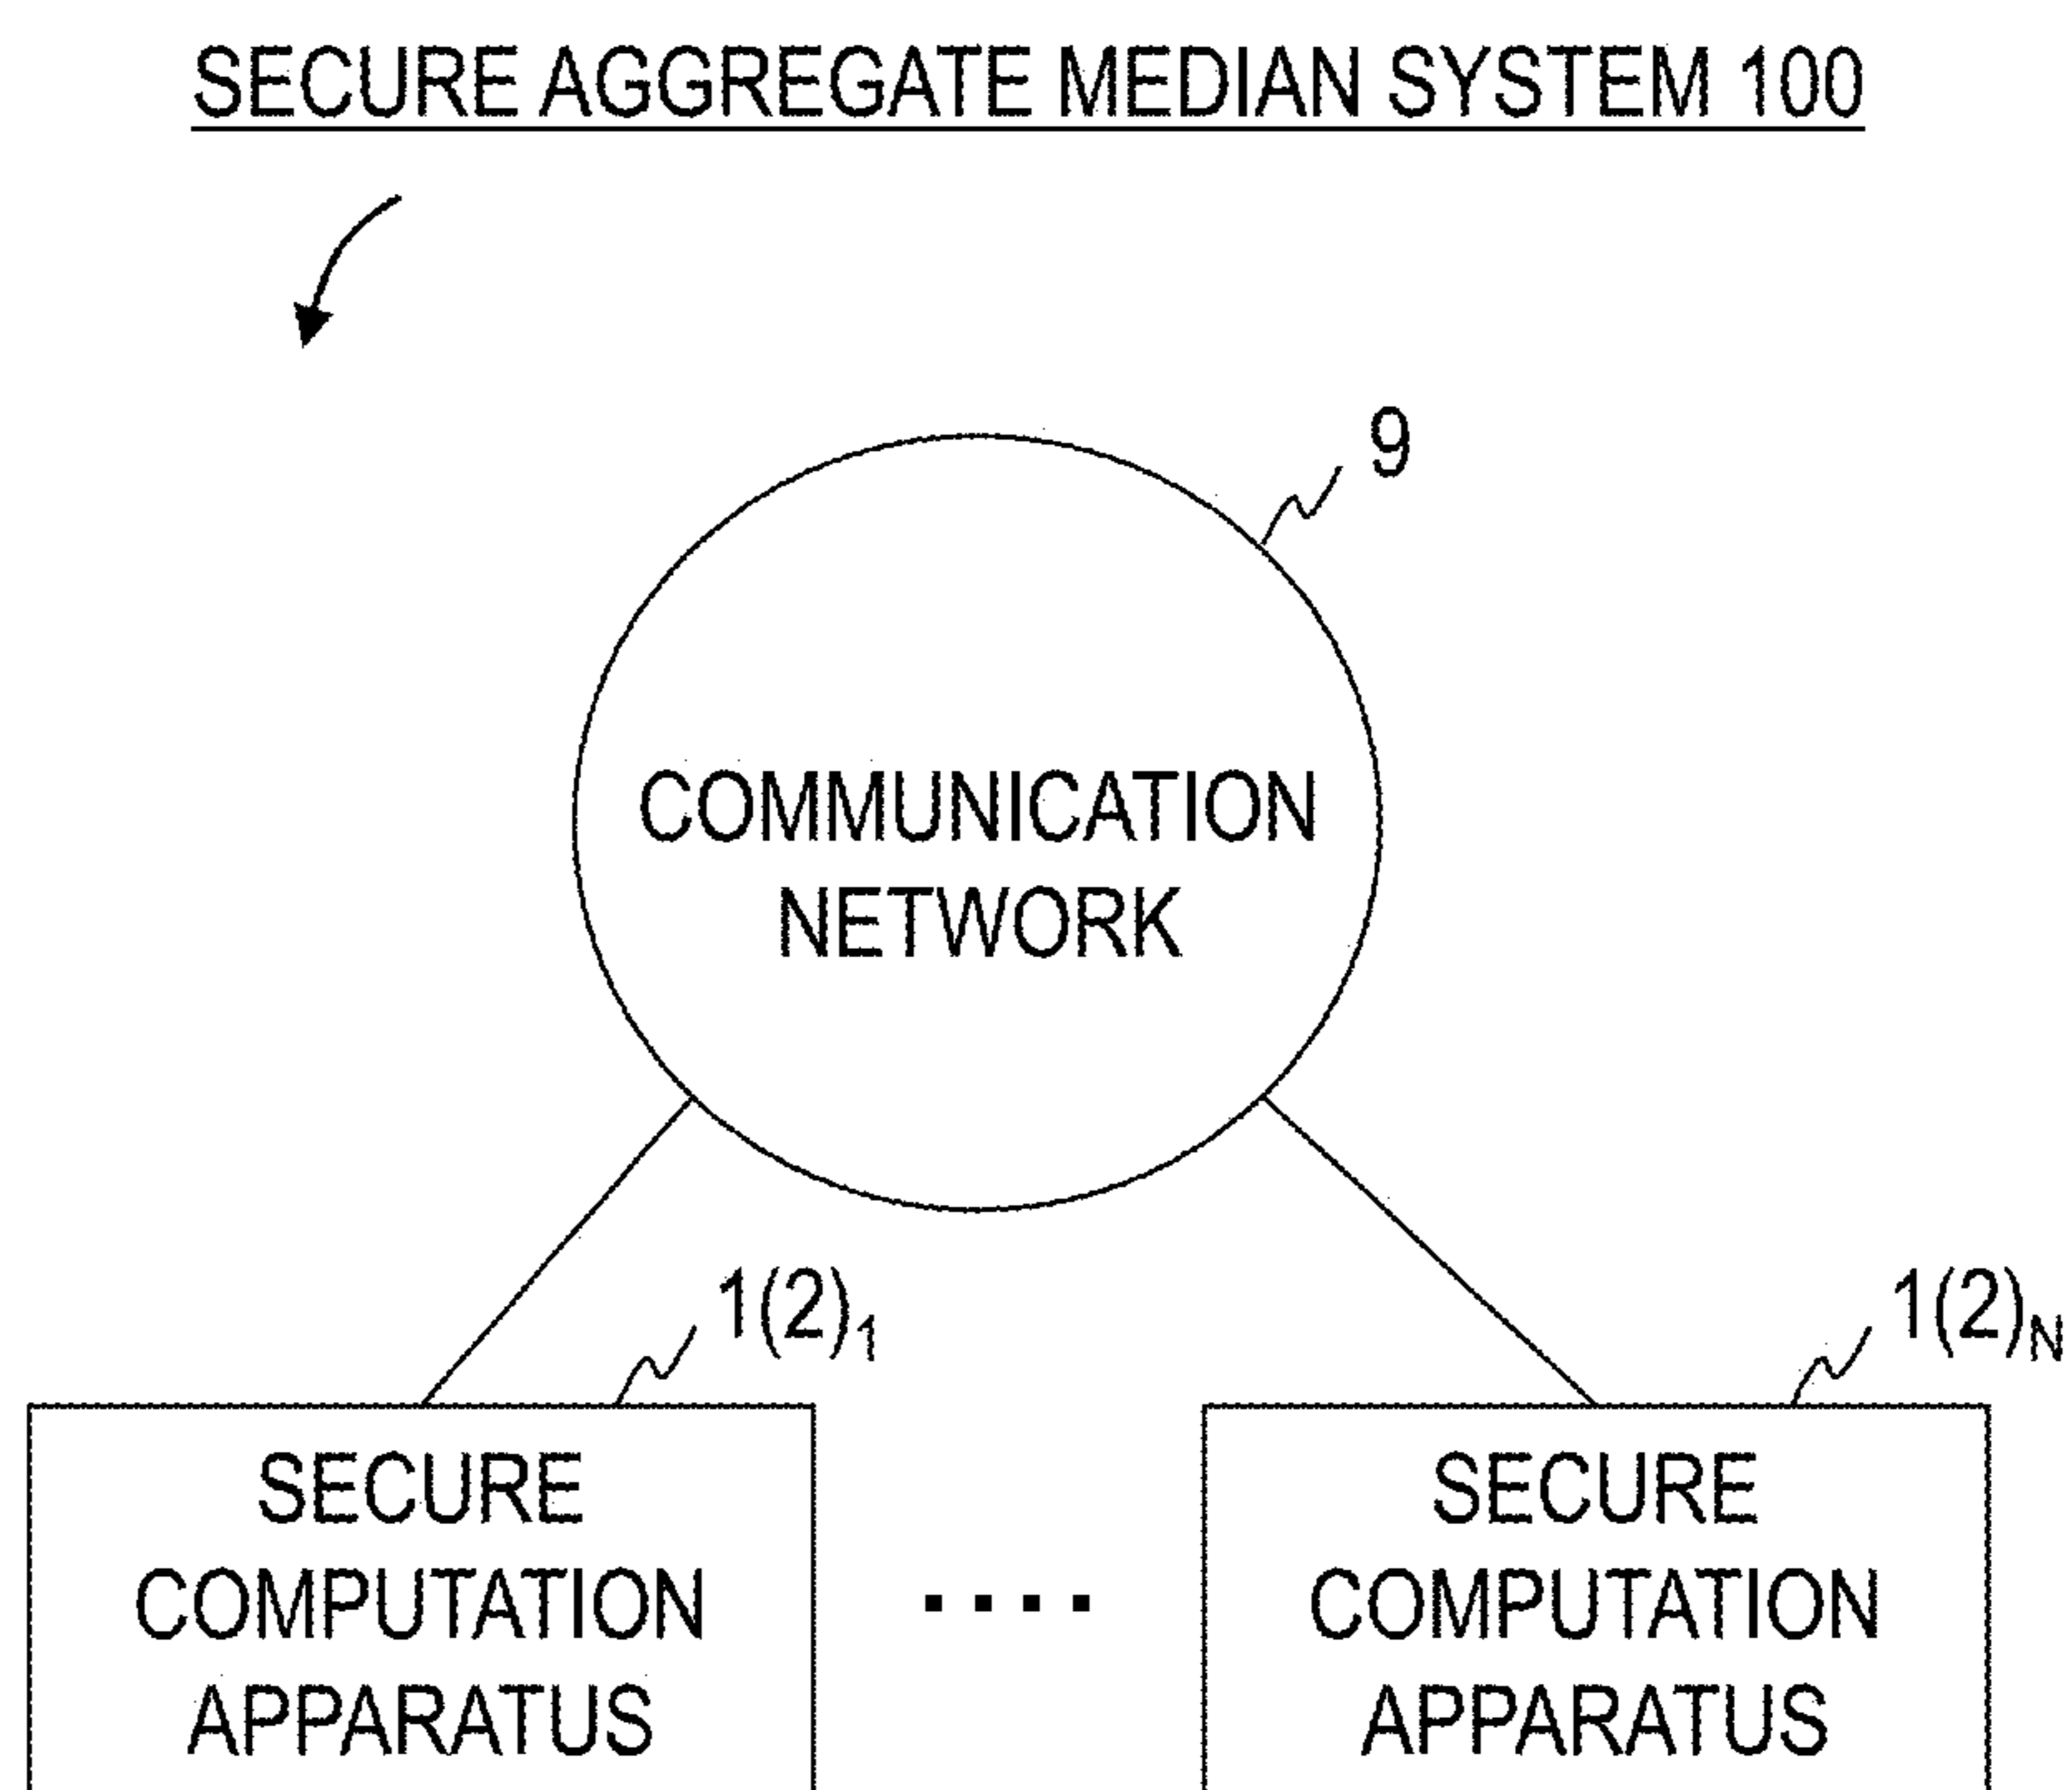 SECURE AGGREGATE MEDIAN SYSTEM 100
9
COMMUNICATION
NETWORK
1(2)₁
1(2)N
SECURE
COMPUTATION
APPARATUS
SECURE
COMPUTATION
APPARATUS